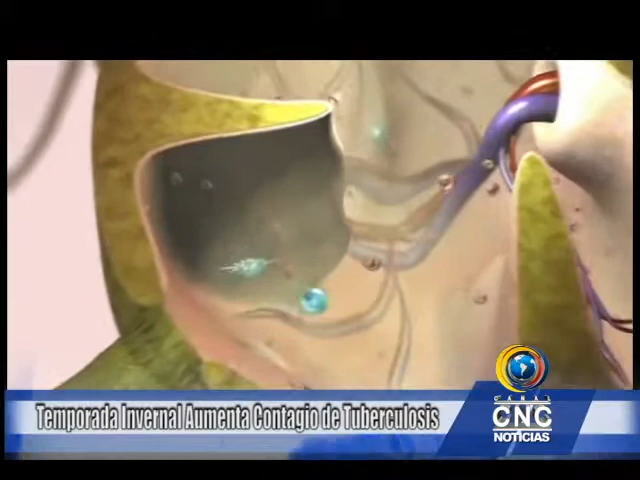 Temporada Invernal Aumenta Contagio de Tuberculosis
CANAL
CNC
NOTICIAS